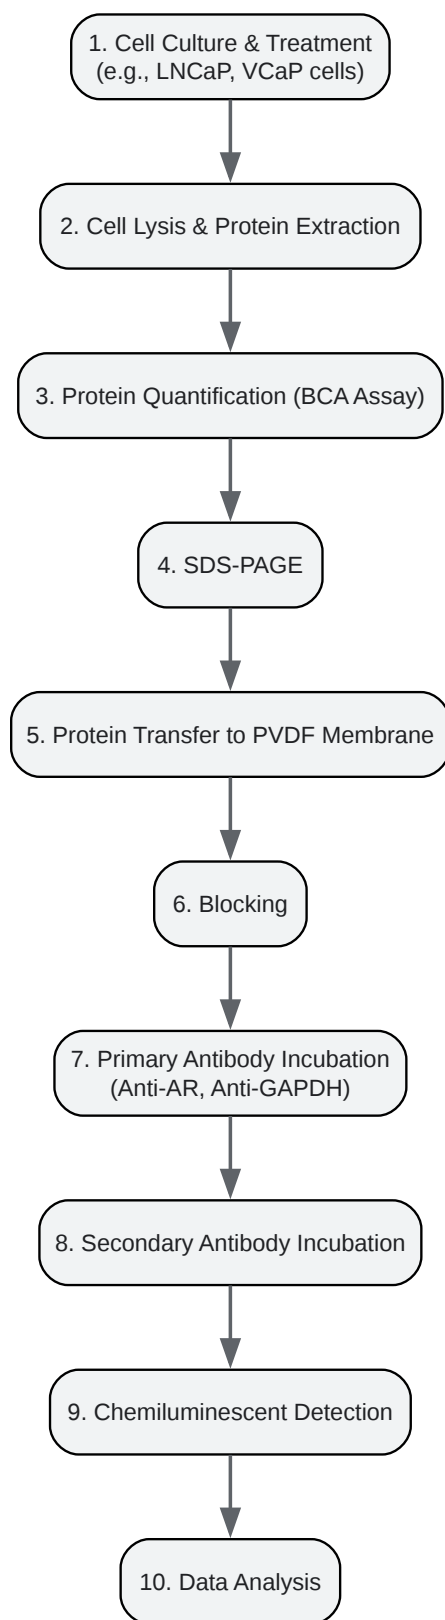 1. Cell Culture & Treatment
(e.g., LNCaP, VCaP cells)
2. Cell Lysis & Protein Extraction
3. Protein Quantification (BCA Assay)
4. SDS-PAGE
5. Protein Transfer to PVDF Membrane
6. Blocking
7. Primary Antibody Incubation
(Anti-AR, Anti-GAPDH)
8. Secondary Antibody Incubation
9. Chemiluminescent Detection
10. Data Analysis